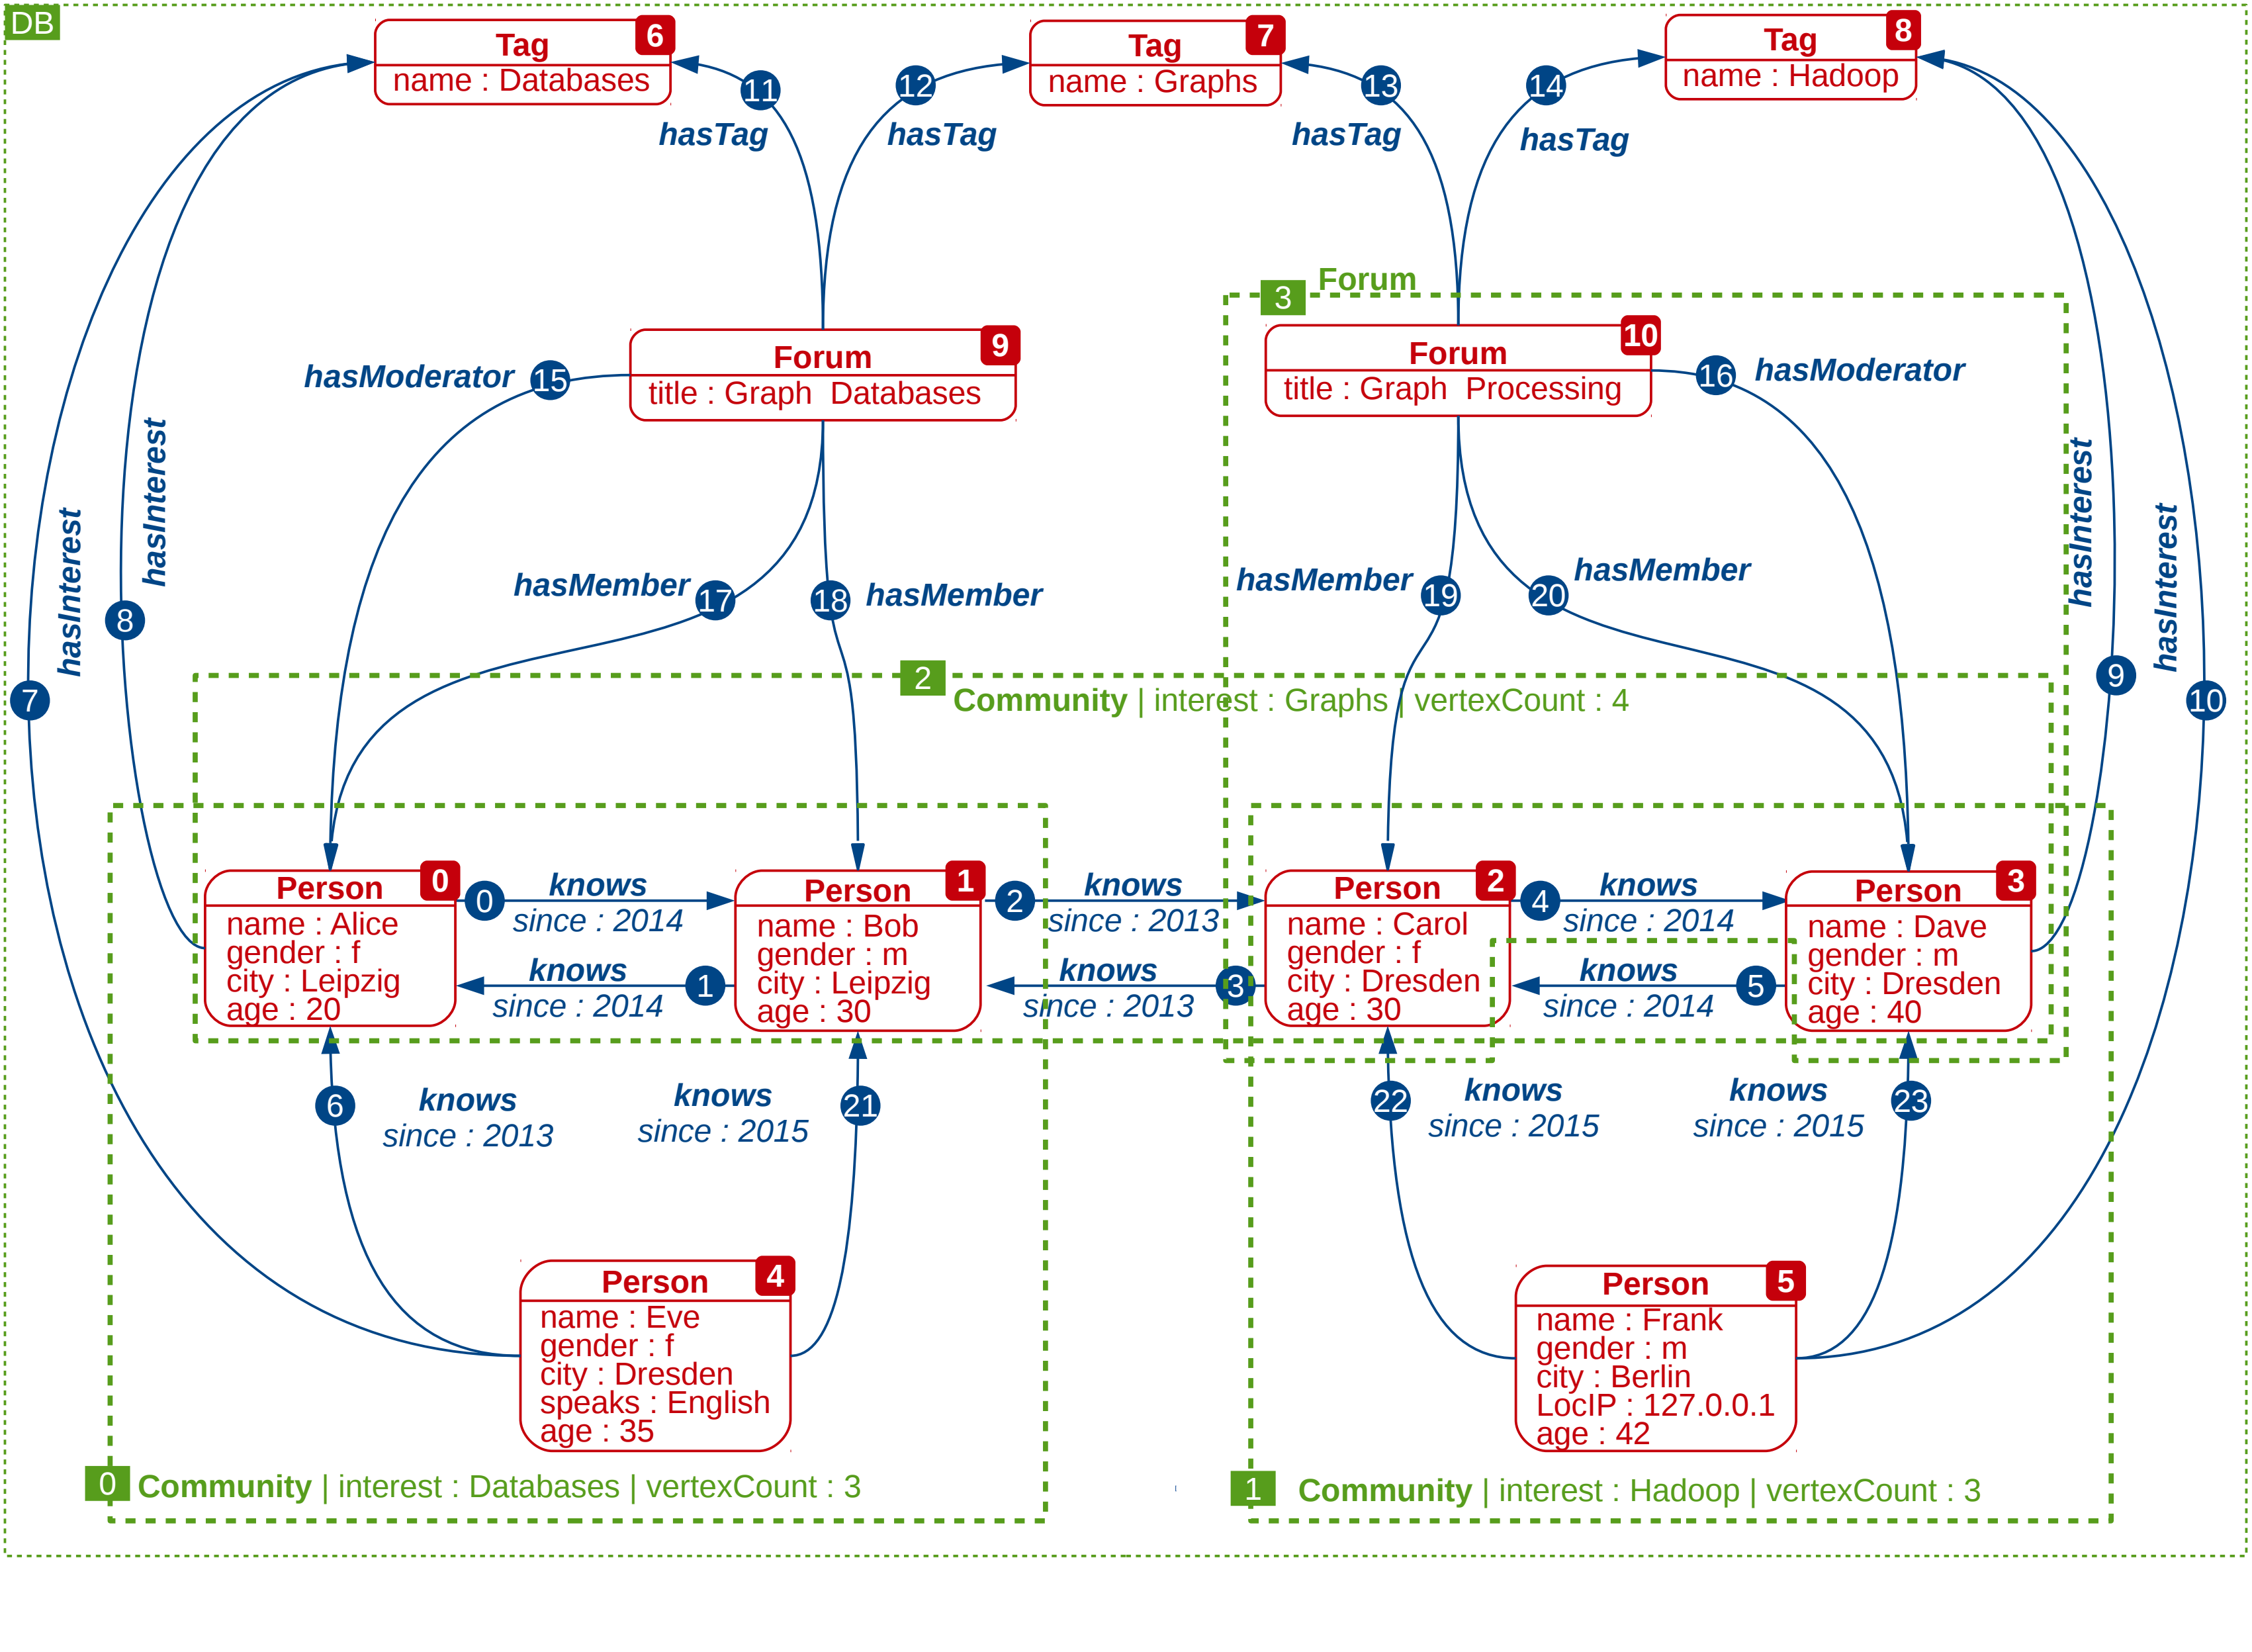 DB
Tag 6
name : Databases
Tag 7
name : Graphs
Tag 8
name : Hadoop
11
hasTag
12
hasTag
13
hasTag
14
hasTag
3 Forum
Forum 9
title : Graph Databases
Forum 10
title : Graph Processing
hasModerator 15
16 hasModerator
hasInterest
7
hasInterest
8
hasInterest
9
hasInterest
10
hasMember 17
18 hasMember
hasMember 19
20 hasMember
2
Community | interest : Graphs | vertexCount : 4
Person 0
name : Alice
gender : f
city : Leipzig
age : 20
0 knows
since : 2014
knows 1
since : 2014
Person 1
name : Bob
gender : m
city : Leipzig
age : 30
2 knows
since : 2013
knows 3
since : 2013
Person 2
name : Carol
gender : f
city : Dresden
age : 30
4 knows
since : 2014
knows 5
since : 2014
Person 3
name : Dave
gender : m
city : Dresden
age : 40
6 knows
since : 2013
knows 21
since : 2015
22 knows
since : 2015
knows 23
since : 2015
Person 4
name : Eve
gender : f
city : Dresden
speaks : English
age : 35
Person 5
name : Frank
gender : m
city : Berlin
LocIP : 127.0.0.1
age : 42
0 Community | interest : Databases | vertexCount : 3
1 Community | interest : Hadoop | vertexCount : 3